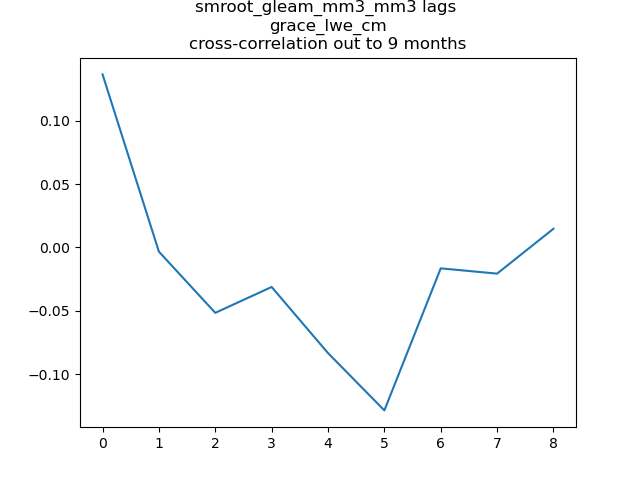 smroot_gleam_mm3_mm3 lags
grace_lwe_cm
cross-correlation out to 9 months
0.10
0.05
0.00
−0.05
−0.10
0 1 2 3 4 5 6 7 8